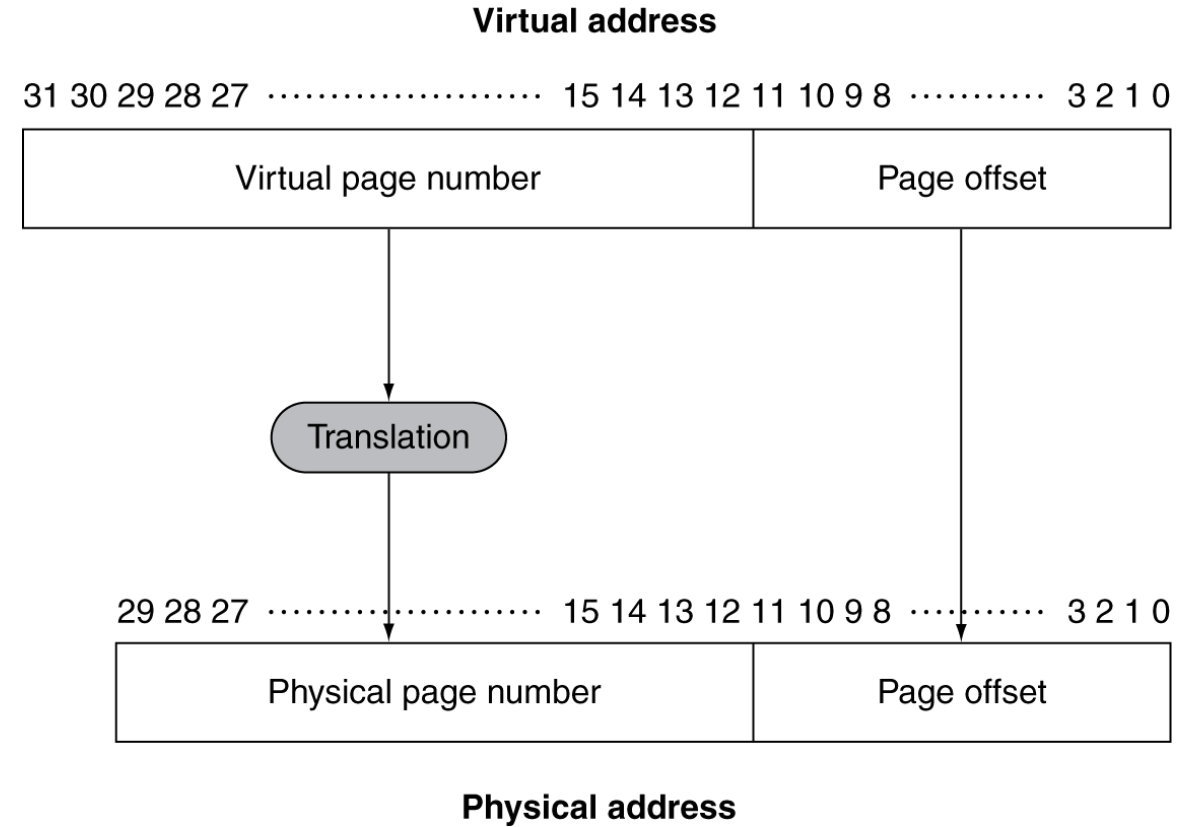 Virtual address
31 30 29 28 27 ······················ 15 14 13 12 11 10 9 8 ··········· 3 2 1 0
Virtual page number Page offset
Translation
29 28 27 ······················ 15 14 13 12 11 10 9 8 ··········· 3 2 1 0
Physical page number Page offset
Physical address